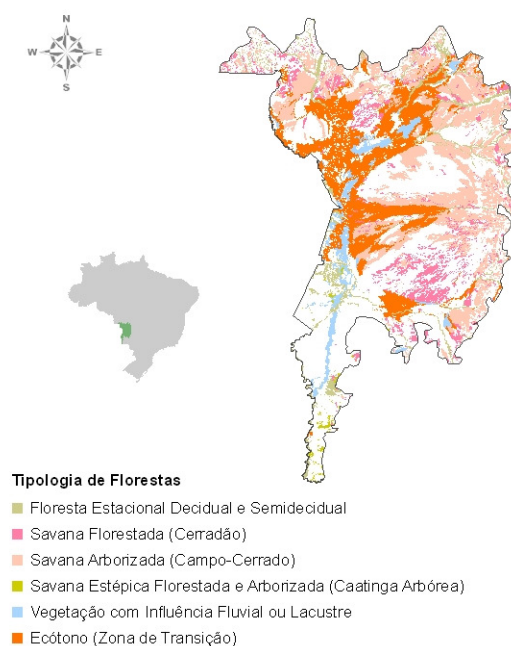 N
W E
S
Tipologia de Florestas
Floresta Estacional Decidual e Semidecidual
Savana Florestada (Cerradão)
Savana Arborizada (Campo-Cerrado)
Savana Estépica Florestada e Arborizada (Caatinga Arbórea)
Vegetação com Influência Fluvial ou Lacustre
Ecótono (Zona de Transição)